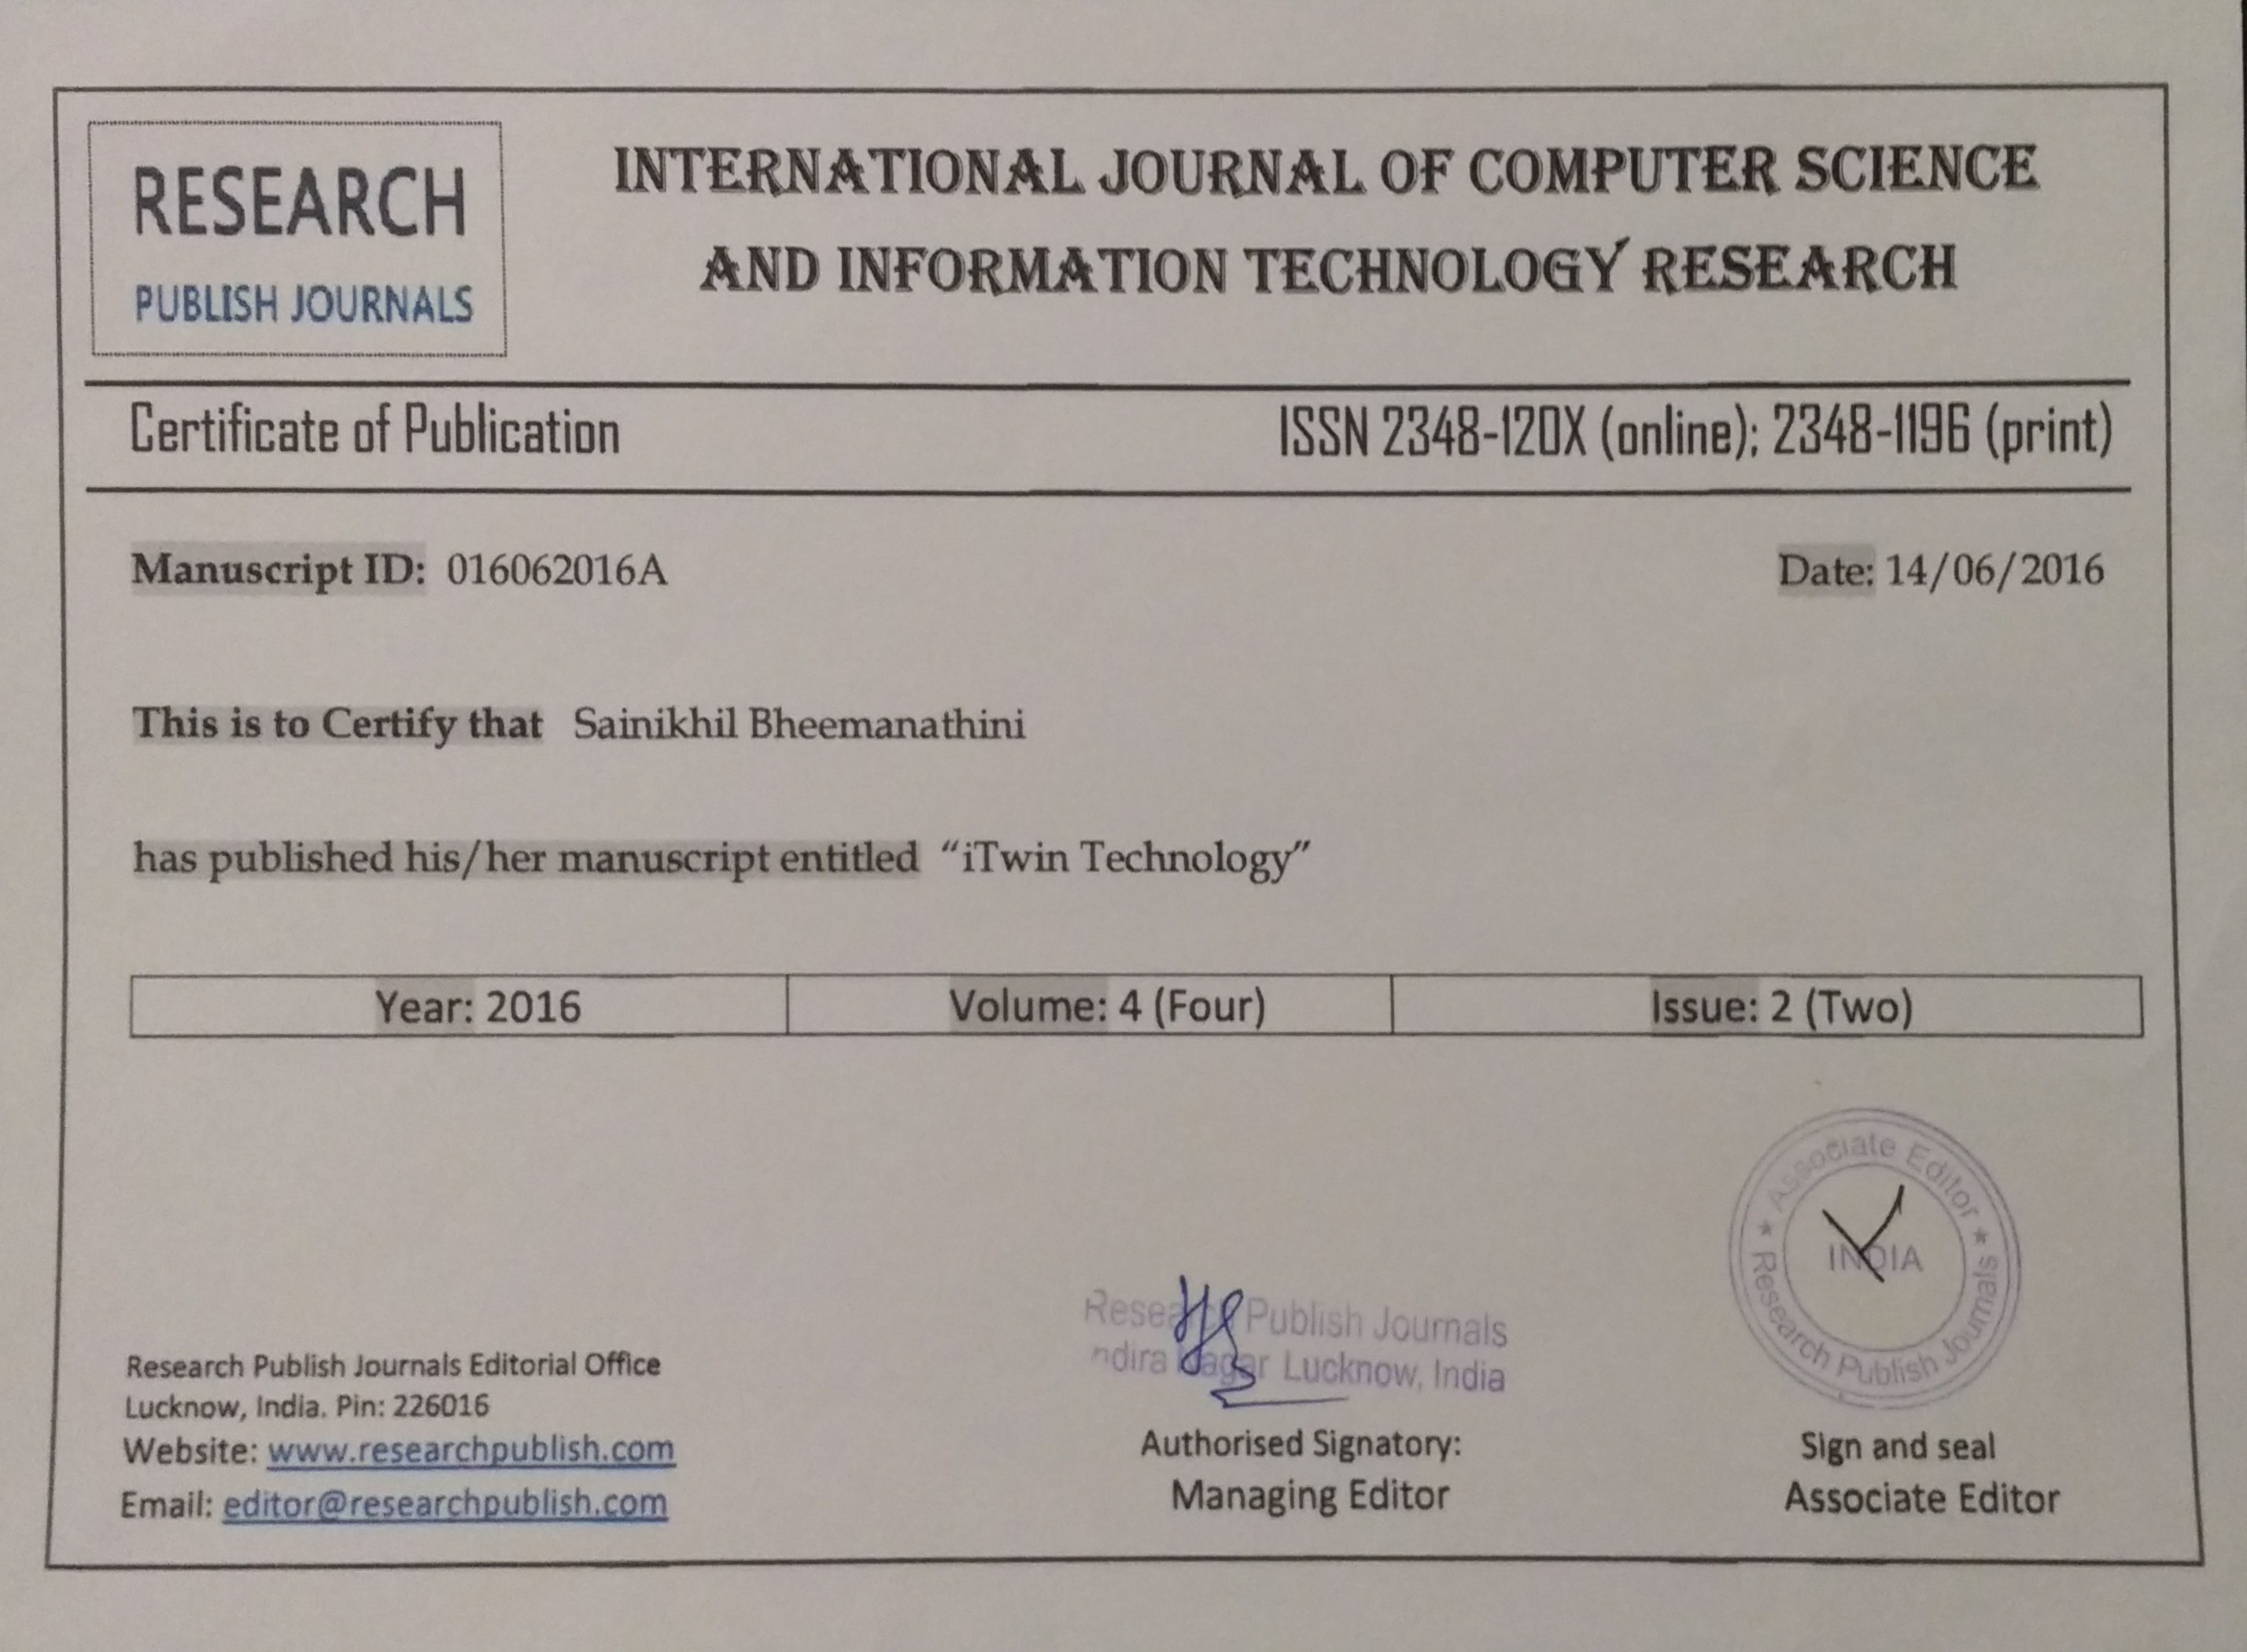 RESEARCH
PUBLISH JOURNALS
INTERNATIONAL JOURNAL OF COMPUTER SCIENCE
AND INFORMATION TECHNOLOGY RESEARCH
Certificate of Publication
ISSN 2348-120X (online); 2348-1196 (print)
Manuscript ID: 016062016A
Date: 14/06/2016
This is to Certify that Sainikhil Bheemanathini
has published his/her manuscript entitled “iTwin Technology”
Year: 2016
Volume: 4 (Four)
Issue: 2 (Two)
Research Publish Journals Editorial Office
Lucknow, India. Pin: 226016
Website: www.researchpublish.com
Email: editor@researchpublish.com
Research Publish Journals
ndira Nagar Lucknow, India
Authorised Signatory:
Managing Editor
Associate Editor
INDIA
Research Publish Journals
Sign and seal
Associate Editor